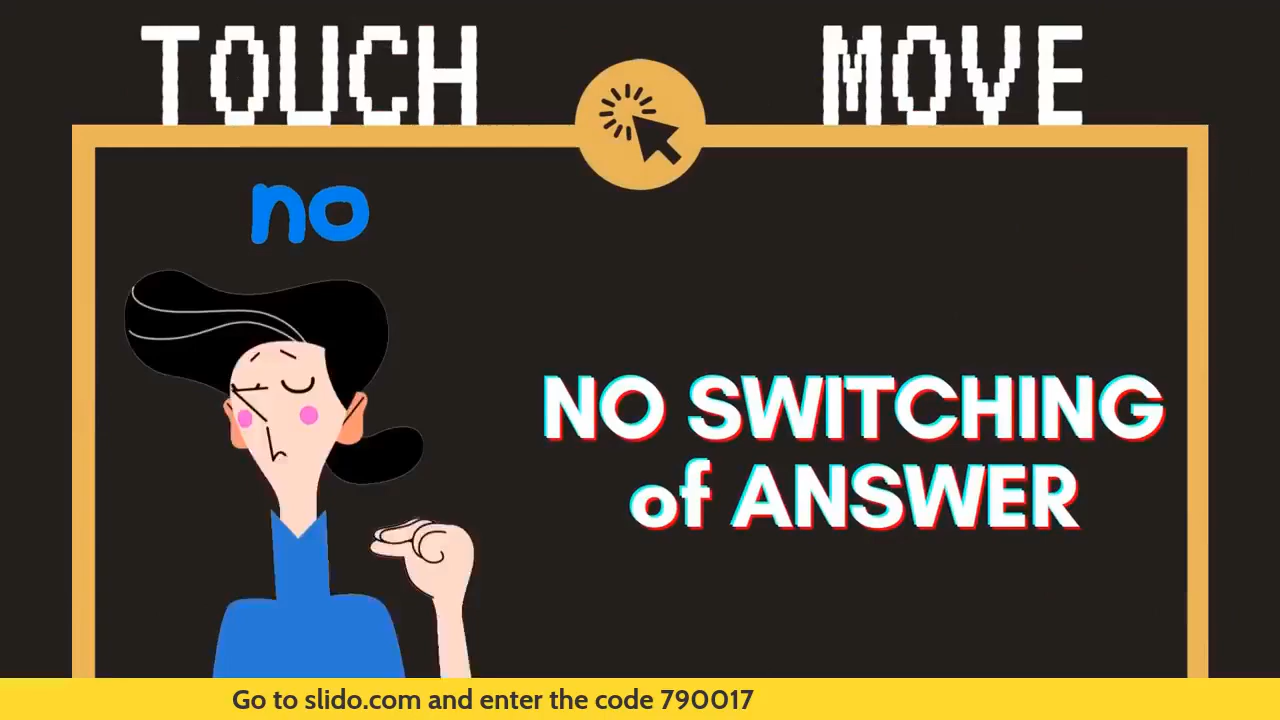 TOUCH MOVE
no
NO SWITCHING
of ANSWER
Go to slido.com and enter the code 790017